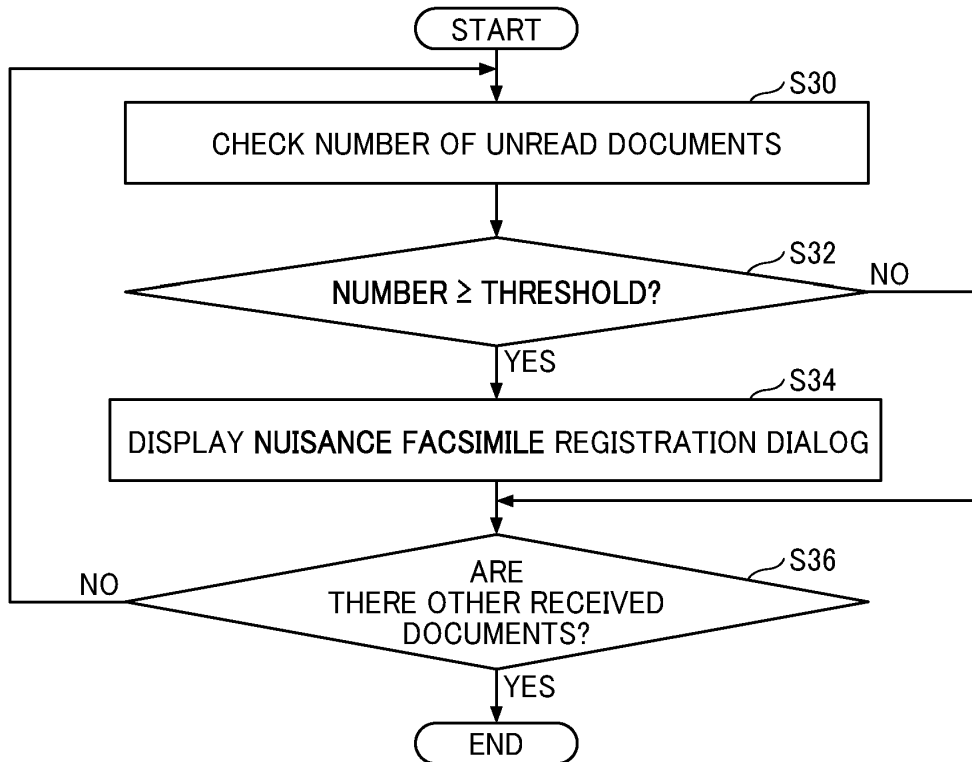 START
S30
CHECK NUMBER OF UNREAD DOCUMENTS
S32
NUMBER ≥ THRESHOLD?
NO
YES
S34
DISPLAY NUISANCE FACSIMILE REGISTRATION DIALOG
S36
NO
ARE
THERE OTHER RECEIVED
DOCUMENTS?
YES
END